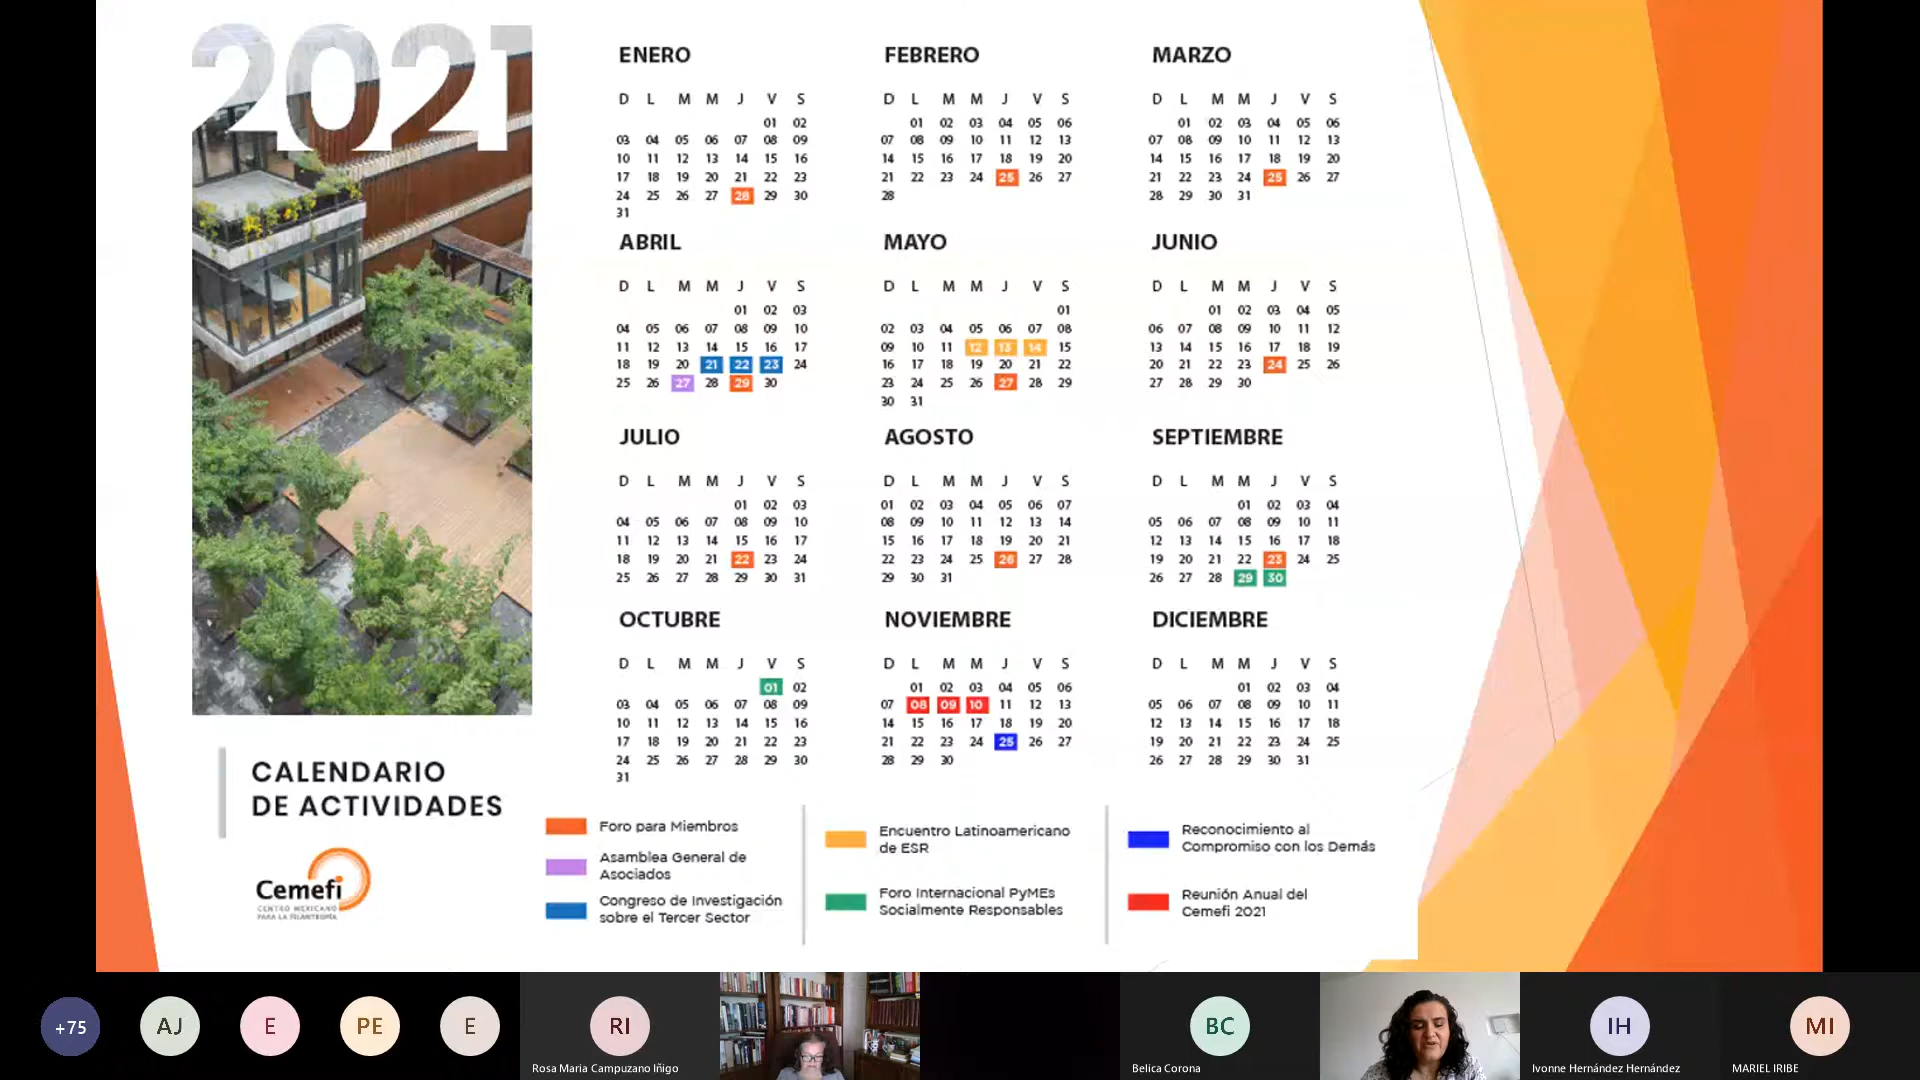 2021
ENERO
D L M M J V S
01 02
03 04 05 06 07 08 09
10 11 12 13 14 15 16
17 18 19 20 21 22 23
24 25 26 27 28 29 30
31
FEBRERO
D L M M J V S
01 02 03 04 05 06
07 08 09 10 11 12 13
14 15 16 17 18 19 20
21 22 23 24 25 26 27
28
MARZO
D L M M J V S
01 02 03 04 05 06
07 08 09 10 11 12 13
14 15 16 17 18 19 20
21 22 23 24 25 26 27
28 29 30 31
ABRIL
D L M M J V S
01 02 03
04 05 06 07 08 09 10
11 12 13 14 15 16 17
18 19 20 21 22 23 24
25 26 27 28 29 30
MAYO
D L M M J V S
01
02 03 04 05 06 07 08
09 10 11 12 13 14 15
16 17 18 19 20 21 22
23 24 25 26 27 28 29
30 31
JUNIO
D L M M J V S
01 02 03 04 05
06 07 08 09 10 11 12
13 14 15 16 17 18 19
20 21 22 23 24 25 26
27 28 29 30
JULIO
D L M M J V S
01 02 03
04 05 06 07 08 09 10
11 12 13 14 15 16 17
18 19 20 21 22 23 24
25 26 27 28 29 30 31
AGOSTO
D L M M J V S
01 02 03 04 05 06 07
08 09 10 11 12 13 14
15 16 17 18 19 20 21
22 23 24 25 26 27 28
29 30 31
SEPTIEMBRE
D L M M J V S
01 02 03 04
05 06 07 08 09 10 11
12 13 14 15 16 17 18
19 20 21 22 23 24 25
26 27 28 29 30
OCTUBRE
D L M M J V S
01 02
03 04 05 06 07 08 09
10 11 12 13 14 15 16
17 18 19 20 21 22 23
24 25 26 27 28 29 30
31
NOVIEMBRE
D L M M J V S
01 02 03 04 05 06
07 08 09 10 11 12 13
14 15 16 17 18 19 20
21 22 23 24 25 26 27
28 29 30
DICIEMBRE
D L M M J V S
01 02 03 04
05 06 07 08 09 10 11
12 13 14 15 16 17 18
19 20 21 22 23 24 25
26 27 28 29 30 31
CALENDARIO
DE ACTIVIDADES
Cemefi
CENTRO MEXICANO
PARA LA FILANTROPÍA
Foro para Miembros
Asamblea General de
Asociados
Congreso de Investigación
sobre el Tercer Sector
Encuentro Latinoamericano
de ESR
Foro Internacional PyMEs
Socialmente Responsables
Reconocimiento al
Compromiso con los Demás
Reunión Anual del
Cemefi 2021
+75
AJ
E
PE
E
RI
Rosa Maria Campuzano Iñigo
BC
Belica Corona
IH
Ivonne Hernández Hernández
MI
MARIEL IRIBE